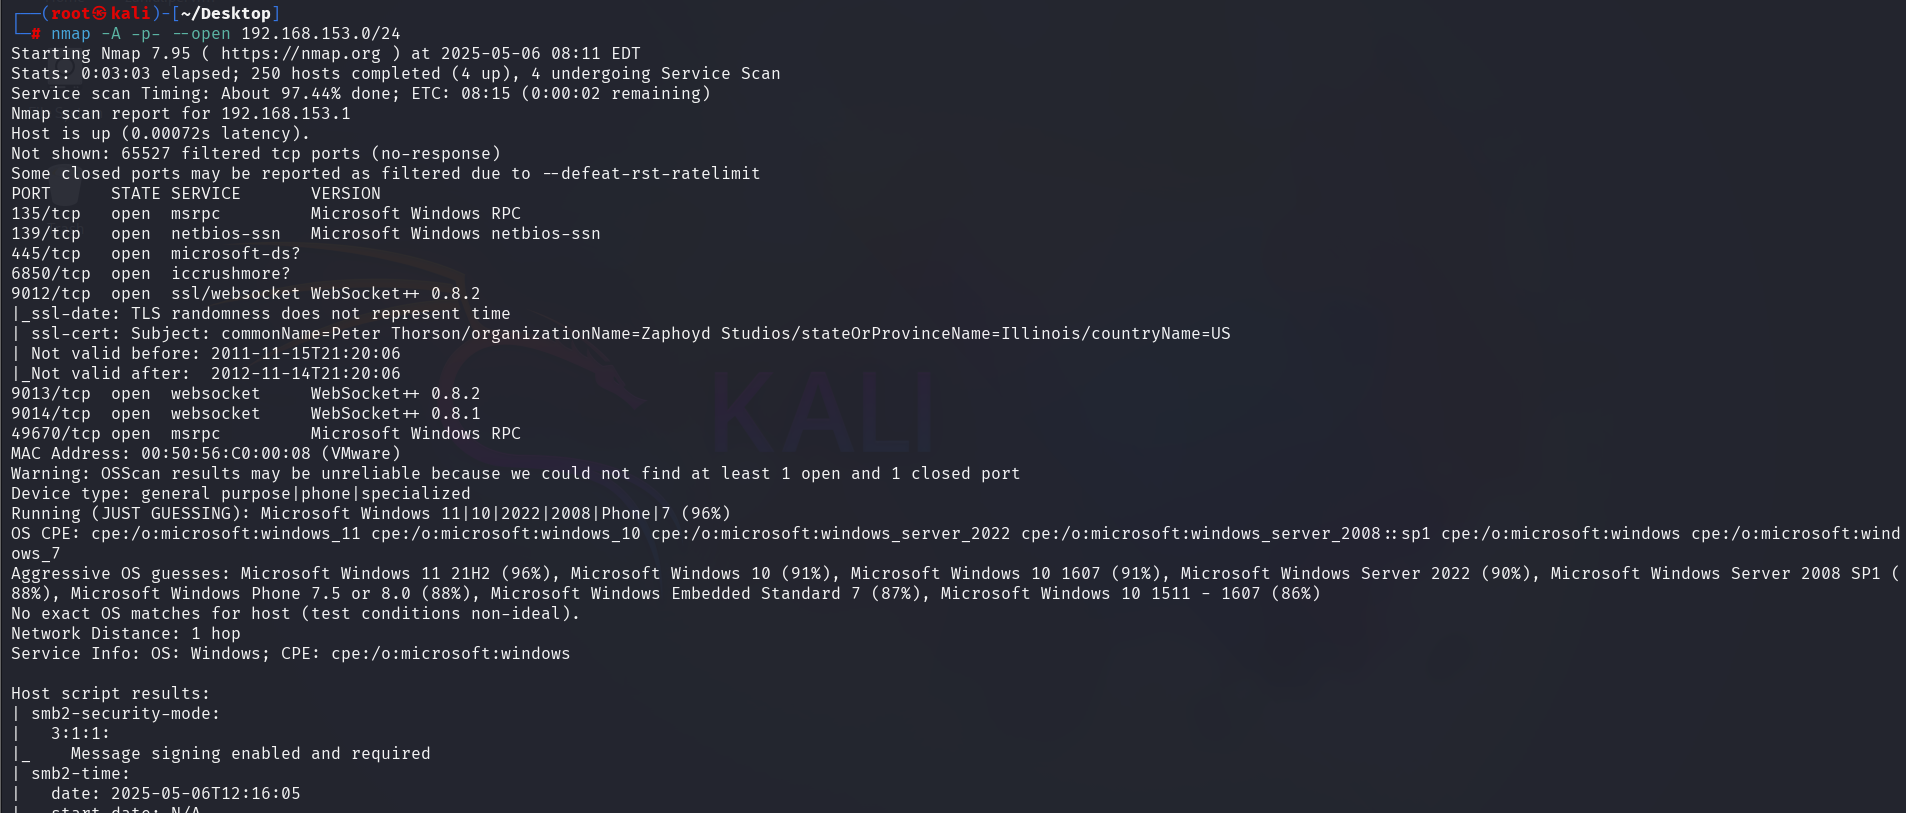 ┌──(root㉿kali)-[~/Desktop]
└─# nmap -A -p- --open 192.168.153.0/24
Starting Nmap 7.95 ( https://nmap.org ) at 2025-05-06 08:11 EDT
Stats: 0:03:03 elapsed; 250 hosts completed (4 up), 4 undergoing Service Scan
Service scan Timing: About 97.44% done; ETC: 08:15 (0:00:02 remaining)
Nmap scan report for 192.168.153.1
Host is up (0.00072s latency).
Not shown: 65527 filtered tcp ports (no-response)
Some closed ports may be reported as filtered due to --defeat-rst-ratelimit
PORT      STATE SERVICE       VERSION
135/tcp   open  msrpc         Microsoft Windows RPC
139/tcp   open  netbios-ssn   Microsoft Windows netbios-ssn
445/tcp   open  microsoft-ds?
6850/tcp  open  iccrushmore?
9012/tcp  open  ssl/websocket WebSocket++ 0.8.2
|_ssl-date: TLS randomness does not represent time
| ssl-cert: Subject: commonName=Peter Thorson/organizationName=Zaphoyd Studios/stateOrProvinceName=Illinois/countryName=US
| Not valid before: 2011-11-15T21:20:06
|_Not valid after:  2012-11-14T21:20:06
9013/tcp  open  websocket     WebSocket++ 0.8.2
9014/tcp  open  websocket     WebSocket++ 0.8.1
49670/tcp open  msrpc         Microsoft Windows RPC
MAC Address: 00:50:56:C0:00:08 (VMware)
Warning: OSScan results may be unreliable because we could not find at least 1 open and 1 closed port
Device type: general purpose|phone|specialized
Running (JUST GUESSING): Microsoft Windows 11|10|2022|2008|Phone|7 (96%)
OS CPE: cpe:/o:microsoft:windows_11 cpe:/o:microsoft:windows_10 cpe:/o:microsoft:windows_server_2022 cpe:/o:microsoft:windows_server_2008::sp1 cpe:/o:microsoft:windows cpe:/o:microsoft:wind
ows_7
Aggressive OS guesses: Microsoft Windows 11 21H2 (96%), Microsoft Windows 10 (91%), Microsoft Windows 10 1607 (91%), Microsoft Windows Server 2022 (90%), Microsoft Windows Server 2008 SP1 (
88%), Microsoft Windows Phone 7.5 or 8.0 (88%), Microsoft Windows Embedded Standard 7 (87%), Microsoft Windows 10 1511 - 1607 (86%)
No exact OS matches for host (test conditions non-ideal).
Network Distance: 1 hop
Service Info: OS: Windows; CPE: cpe:/o:microsoft:windows

Host script results:
| smb2-security-mode:
|   3:1:1:
|_    Message signing enabled and required
| smb2-time:
|   date: 2025-05-06T12:16:05
|   start_date: N/A
KALI